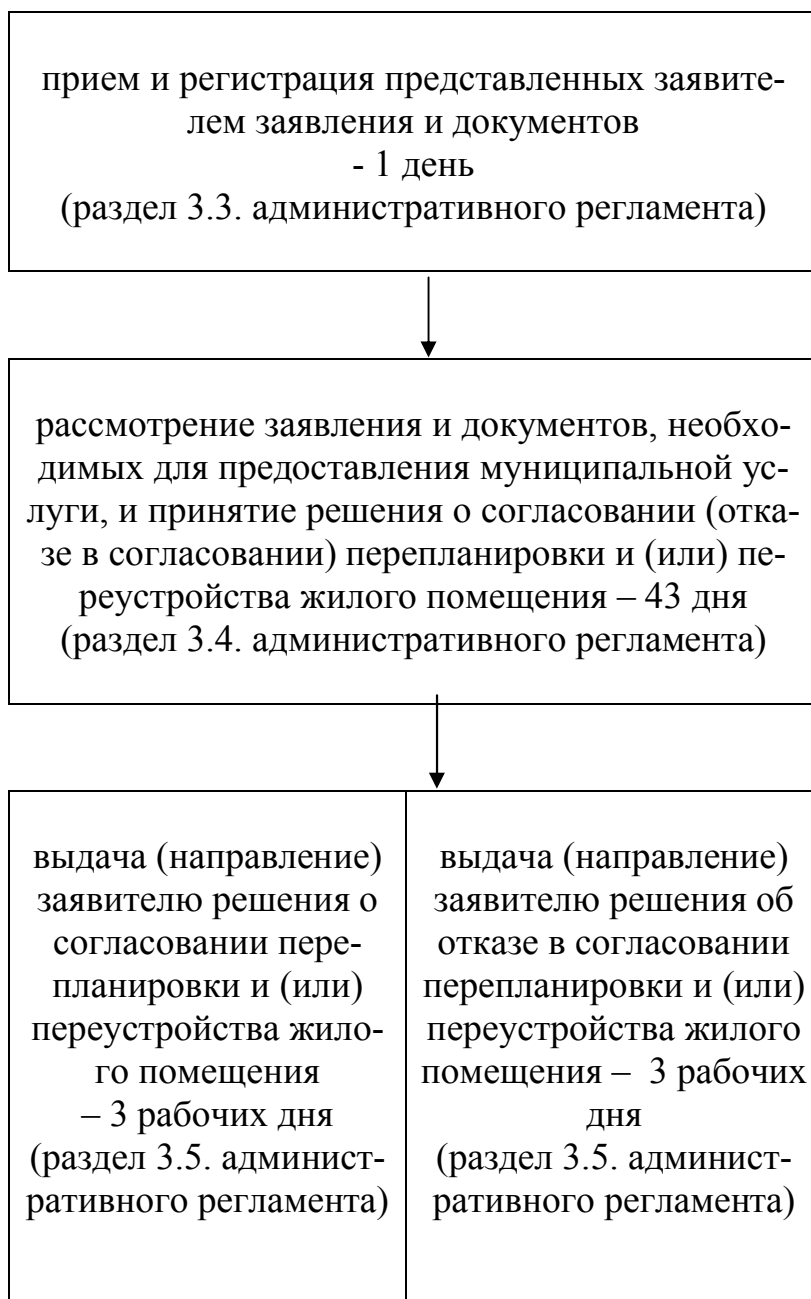 прием и регистрация представленных заявите-
лем заявления и документов
- 1 день
(раздел 3.3. административного регламента)
рассмотрение заявления и документов, необхо-
димых для предоставления муниципальной ус-
луги, и принятие решения о согласовании (отка-
зе в согласовании) перепланировки и (или) пе-
реустройства жилого помещения – 43 дня
(раздел 3.4. административного регламента)
выдача (направление)
заявителю решения о
согласовании пере-
планировки и (или)
переустройства жило-
го помещения
– 3 рабочих дня
(раздел 3.5. админист-
ративного регламента)
выдача (направление)
заявителю решения об
отказе в согласовании
перепланировки и (или)
переустройства жилого
помещения – 3 рабочих
дня
(раздел 3.5. админист-
ративного регламента)